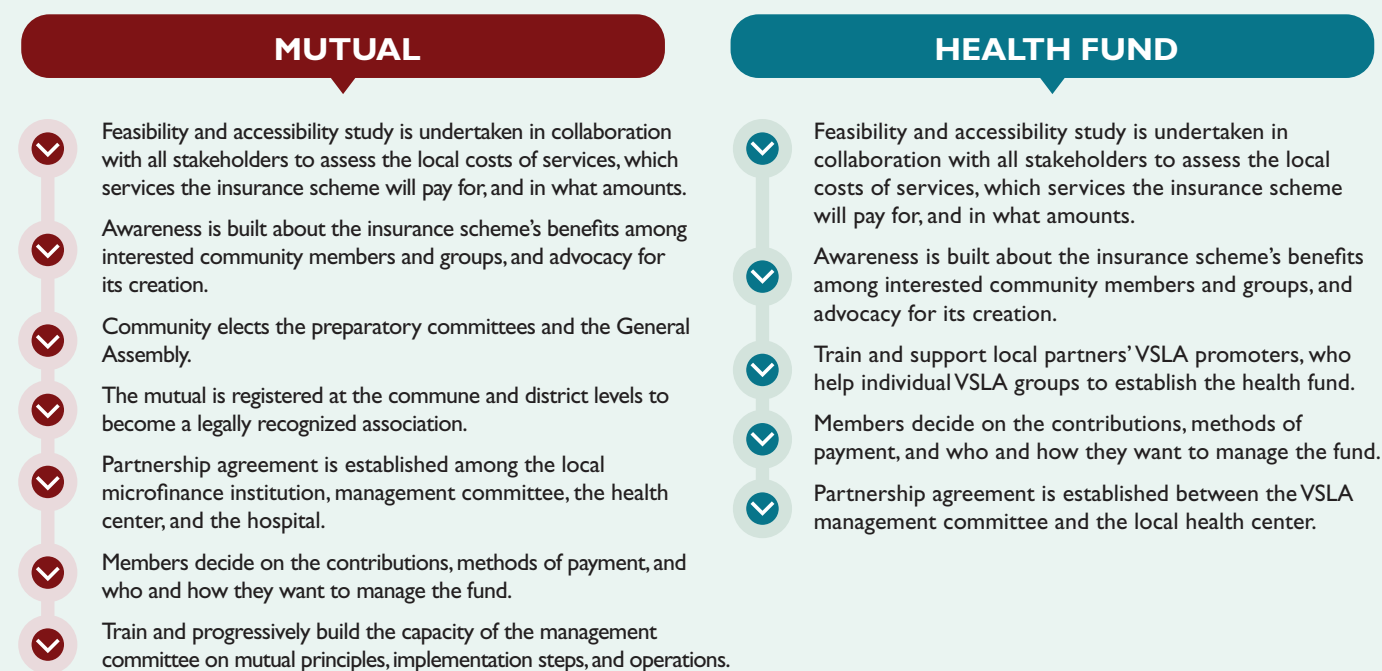 MUTUAL
Feasibility and accessibility study is undertaken in collaboration
with all stakeholders to assess the local costs of services, which
services the insurance scheme will pay for, and in what amounts.
Awareness is built about the insurance scheme’s benefits among
interested community members and groups, and advocacy for
its creation.
Community elects the preparatory committees and the General
Assembly.
The mutual is registered at the commune and district levels to
become a legally recognized association.
Partnership agreement is established among the local
microfinance institution, management committee, the health
center, and the hospital.
Members decide on the contributions, methods of payment, and
who and how they want to manage the fund.
Train and progressively build the capacity of the management
committee on mutual principles, implementation steps, and operations.
HEALTH FUND
Feasibility and accessibility study is undertaken in
collaboration with all stakeholders to assess the local
costs of services, which services the insurance scheme
will pay for, and in what amounts.
Awareness is built about the insurance scheme’s benefits
among interested community members and groups, and
advocacy for its creation.
Train and support local partners’ VSLA promoters, who
help individual VSLA groups to establish the health fund.
Members decide on the contributions, methods of
payment, and who and how they want to manage the fund.
Partnership agreement is established between the VSLA
management committee and the local health center.